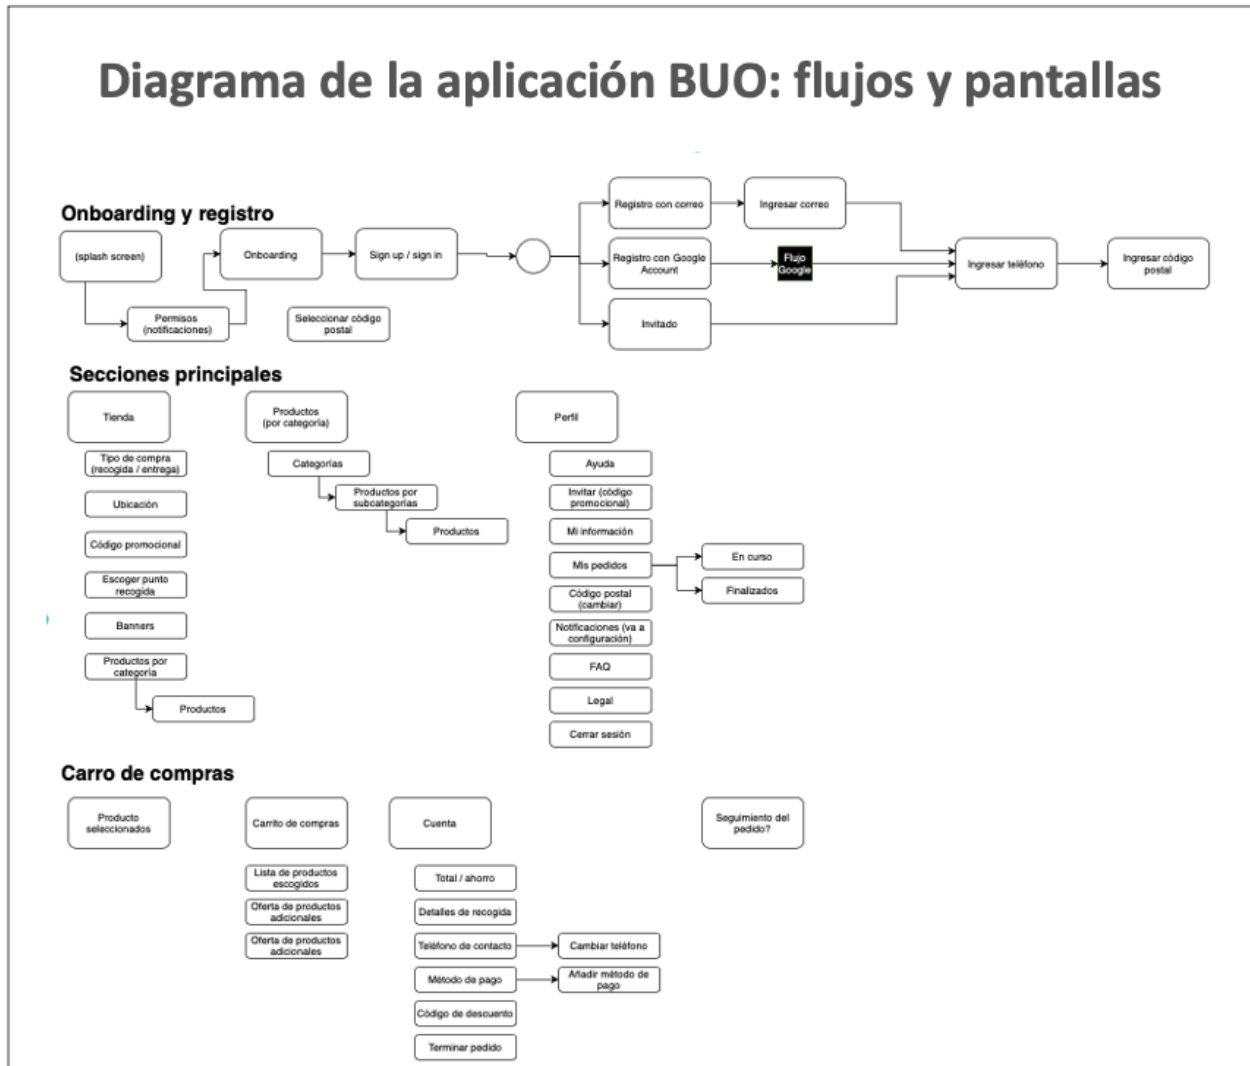 Diagrama de la aplicación BUO: flujos y pantallas
Onboarding y registro
(splash screen)
Permisos
(notificaciones)
Onboarding
Seleccionar código
postal
Sign up / sign in
Registro con correo
Ingresar correo
Registro con Google
Account
Flujo
Google
Invitado
Ingresar teléfono
Ingresar código
postal
Secciones principales
Tienda
Tipo de compra
(recogida / entrega)
Ubicación
Código promocional
Escoger punto
recogida
Banners
Productos por
categoría
Productos
Productos
(por categoría)
Categorías
Productos por
subcategorías
Productos
Perfil
Ayuda
Invitar (código
promocional)
Mi información
Mis pedidos
En curso
Finalizados
Código postal
(cambiar)
Notificaciones (va a
configuración)
FAQ
Legal
Cerrar sesión
Carro de compras
Producto
seleccionados
Carrito de compras
Lista de productos
escogidos
Oferta de productos
adicionales
Oferta de productos
adicionales
Cuenta
Total / ahorro
Detalles de recogida
Teléfono de contacto
Cambiar teléfono
Método de pago
Añadir método de
pago
Código de descuento
Terminar pedido
Seguimiento del
pedido?